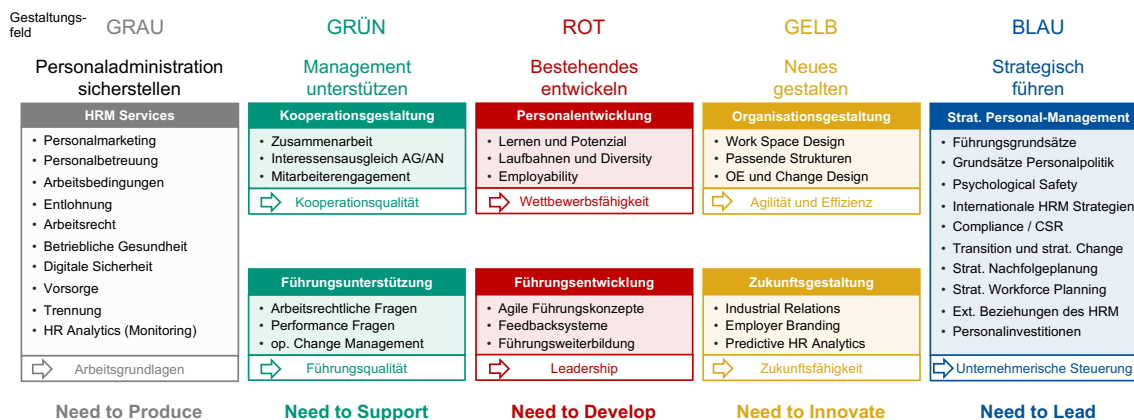 Gestaltungs-
feld
GRAU
GRÜN
ROT
GELB
BLAU
Personaladministration
sicherstellen
Management
unterstützen
Bestehendes
entwickeln
Neues
gestalten
Strategisch
führen
HRM Services
• Personalmarketing
• Personalbetreuung
• Arbeitsbedingungen
• Entlohnung
• Arbeitsrecht
• Betriebliche Gesundheit
• Digitale Sicherheit
• Vorsorge
• Trennung
• HR Analytics (Monitoring)
Arbeitsgrundlagen
Kooperationsgestaltung
• Zusammenarbeit
• Interessensausgleich AG/AN
• Mitarbeiterengagement
Kooperationsqualität
Führungsunterstützung
• Arbeitsrechtliche Fragen
• Performance Fragen
• op. Change Management
Führungsqualität
Personalentwicklung
• Lernen und Potenzial
• Laufbahnen und Diversity
• Employability
Wettbewerbsfähigkeit
Führungsentwicklung
• Agile Führungskonzepte
• Feedbacksysteme
• Führungsweiterbildung
Leadership
Organisationsgestaltung
• Work Space Design
• Passende Strukturen
• OE und Change Design
Agilität und Effizienz
Zukunftsgestaltung
• Industrial Relations
• Employer Branding
• Predictive HR Analytics
Zukunftsfähigkeit
Strat. Personal-Management
• Führungsgrundsätze
• Grundsätze Personalpolitik
• Psychological Safety
• Internationale HRM Strategien
• Compliance / CSR
• Transition und strat. Change
• Strat. Nachfolgeplanung
• Strat. Workforce Planning
• Ext. Beziehungen des HRM
• Personalinvestitionen
Unternehmerische Steuerung
Need to Produce
Need to Support
Need to Develop
Need to Innovate
Need to Lead